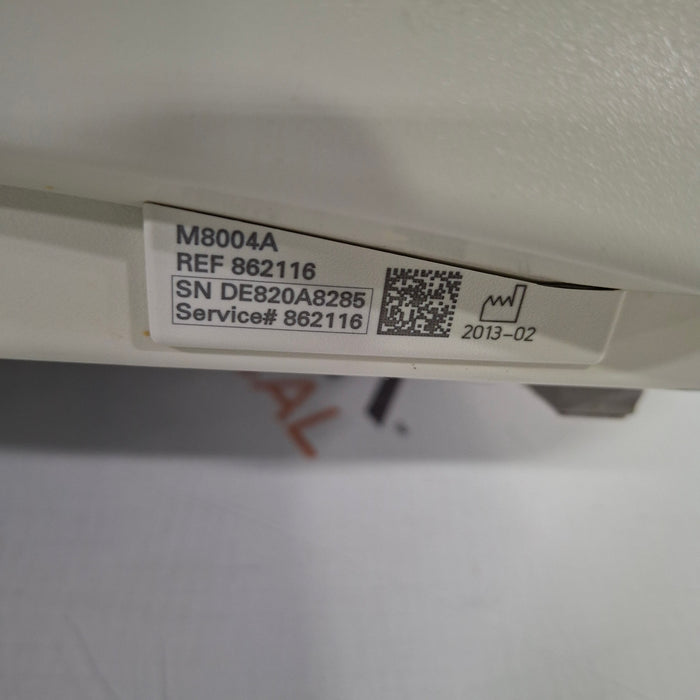 M8004A
REF 862116
SN DE820A8285
Service# 862116
2013-02